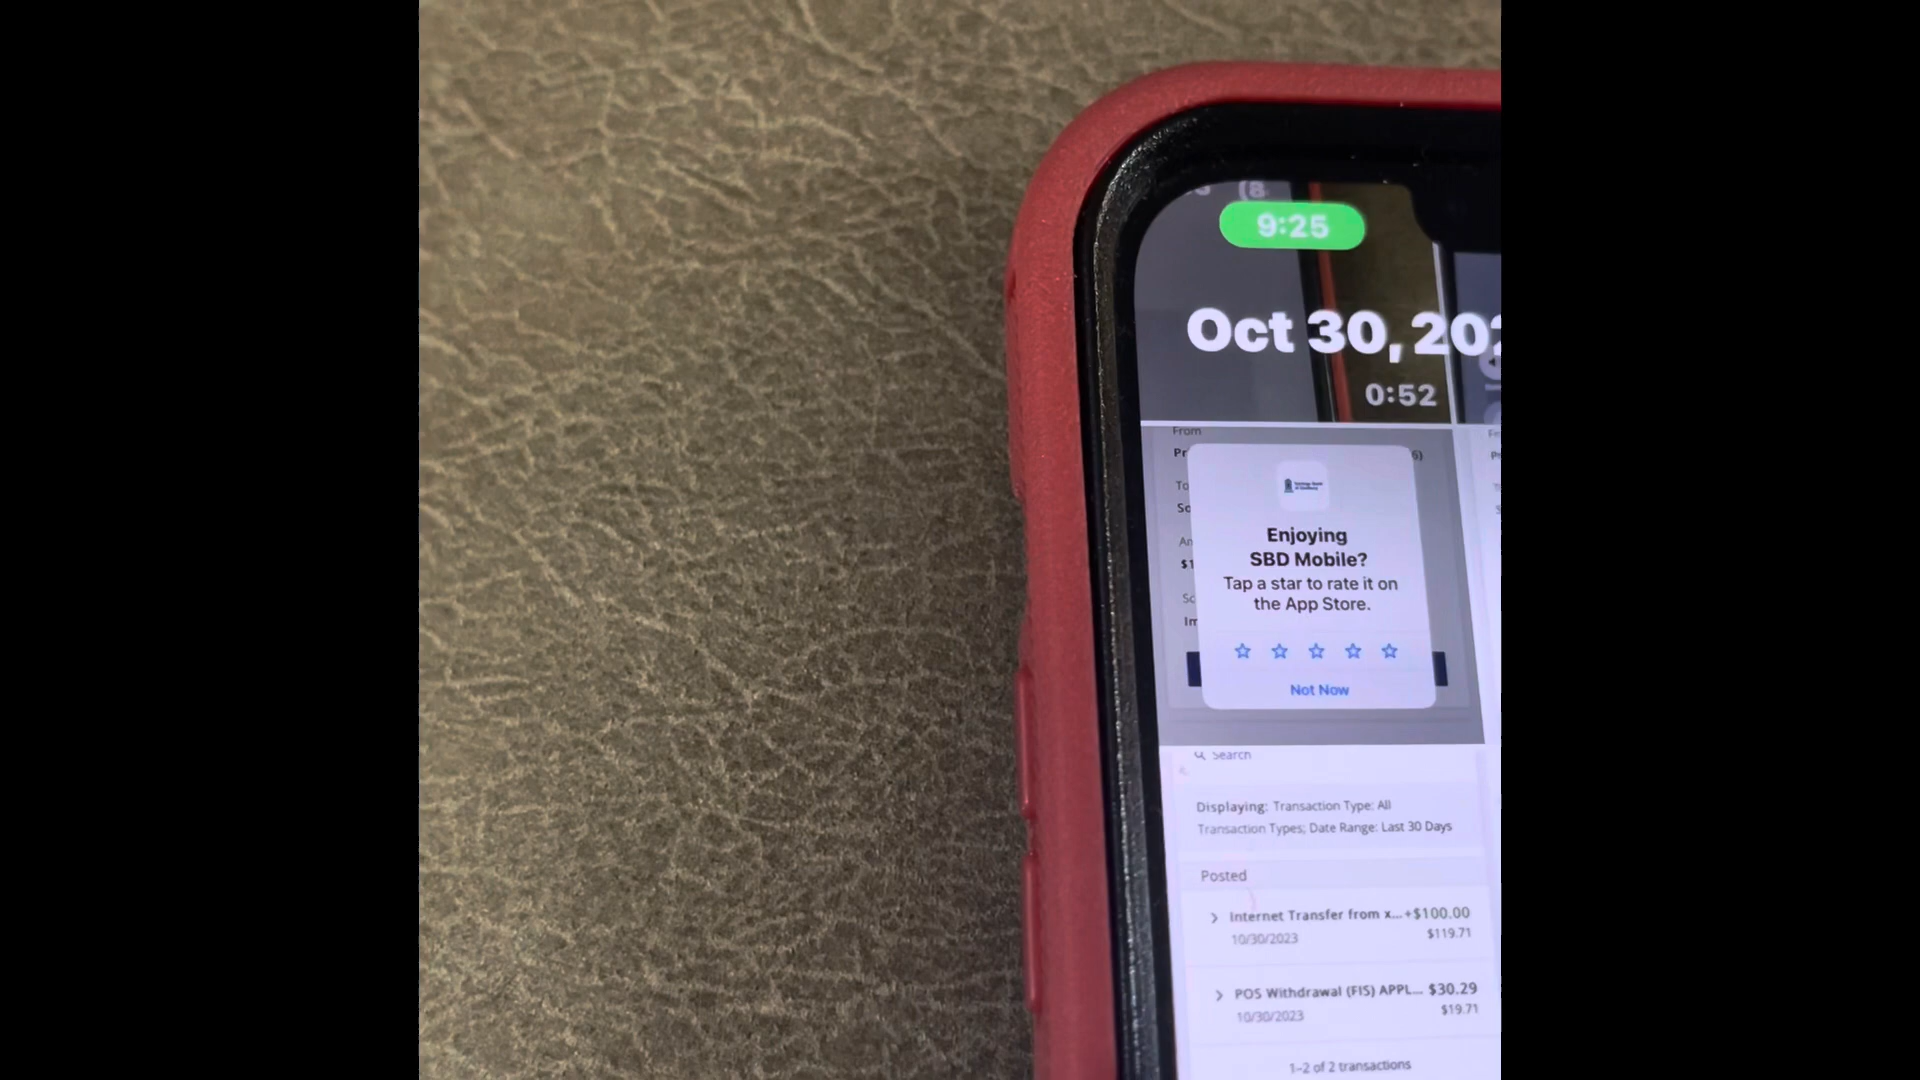 9:25
Oct 30, 202
0:52
From
Pr
6)
To
Sc
An
$1
Sc
Im
Enjoying
SBD Mobile?
Tap a star to rate it on
the App Store.
Not Now
Search
Displaying: Transaction Type: All
Transaction Types; Date Range: Last 30 Days
Posted
Internet Transfer from x...+$100.00
10/30/2023 $119.71
POS Withdrawal (FIS) APPL... $30.29
10/30/2023 $19.71
1–2 of 2 transactions